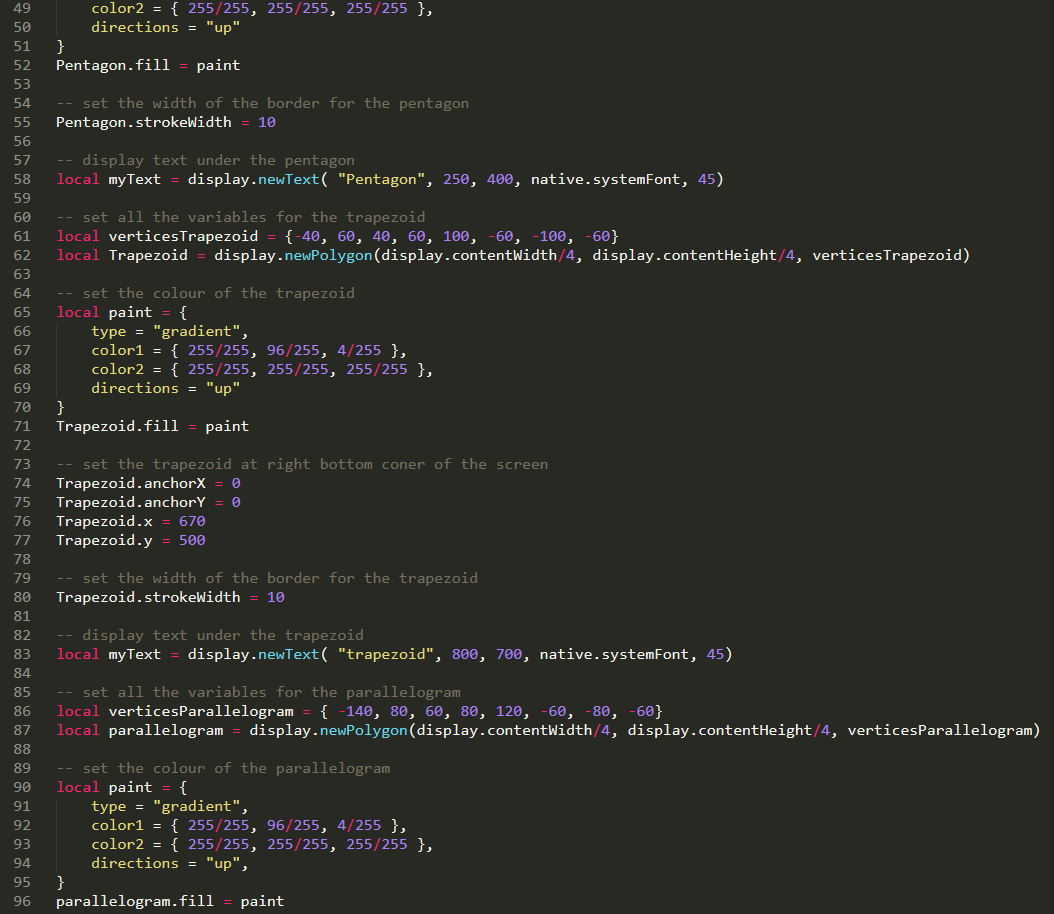 49 color2 = { 255/255, 255/255, 255/255 },
50 directions = "up"
51 }
52 Pentagon.fill = paint
53
54 -- set the width of the border for the pentagon
55 Pentagon.strokeWidth = 10
56
57 -- display text under the pentagon
58 local myText = display.newText( "Pentagon", 250, 400, native.systemFont, 45)
59
60 -- set all the variables for the trapezoid
61 local verticesTrapezoid = {-40, 60, 40, 60, 100, -60, -100, -60}
62 local Trapezoid = display.newPolygon(display.contentWidth/4, display.contentHeight/4, verticesTrapezoid)
63
64 -- set the colour of the trapezoid
65 local paint = {
66 type = "gradient",
67 color1 = { 255/255, 96/255, 4/255 },
68 color2 = { 255/255, 255/255, 255/255 },
69 directions = "up"
70 }
71 Trapezoid.fill = paint
72
73 -- set the trapezoid at right bottom coner of the screen
74 Trapezoid.anchorX = 0
75 Trapezoid.anchorY = 0
76 Trapezoid.x = 670
77 Trapezoid.y = 500
78
79 -- set the width of the border for the trapezoid
80 Trapezoid.strokeWidth = 10
81
82 -- display text under the trapezoid
83 local myText = display.newText( "trapezoid", 800, 700, native.systemFont, 45)
84
85 -- set all the variables for the parallelogram
86 local verticesParallelogram = { -140, 80, 60, 80, 120, -60, -80, -60}
87 local parallelogram = display.newPolygon(display.contentWidth/4, display.contentHeight/4, verticesParallelogram)
88
89 -- set the colour of the parallelogram
90 local paint = {
91 type = "gradient",
92 color1 = { 255/255, 96/255, 4/255 },
93 color2 = { 255/255, 255/255, 255/255 },
94 directions = "up",
95 }
96 parallelogram.fill = paint